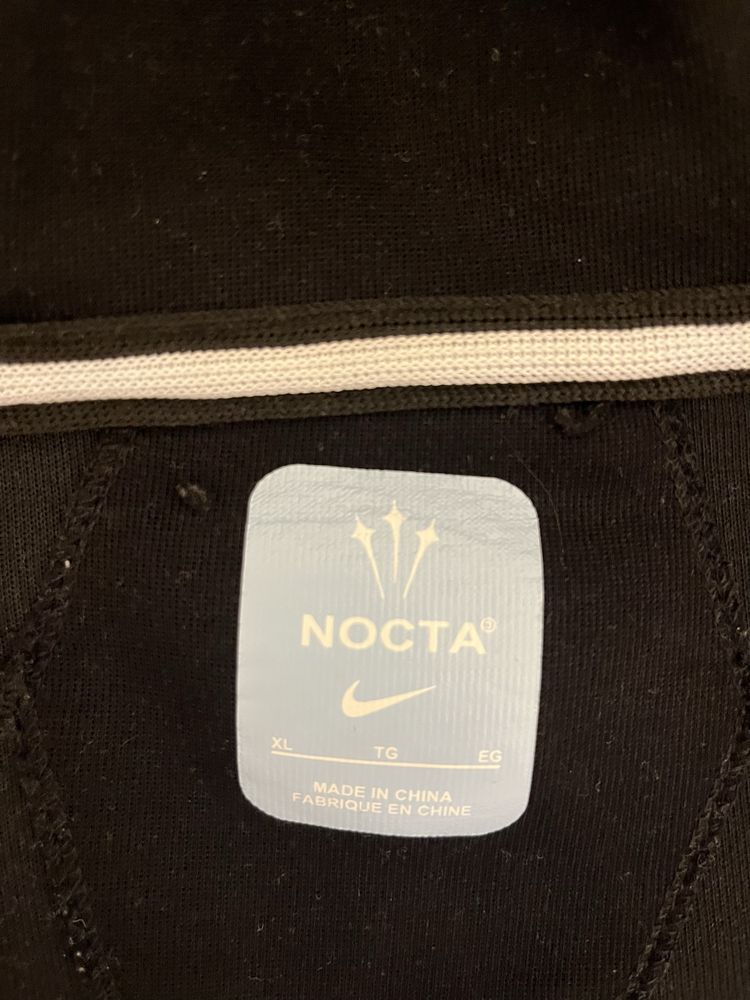 NOCTA
XL TG EG
MADE IN CHINA
FABRIQUE EN CHINE